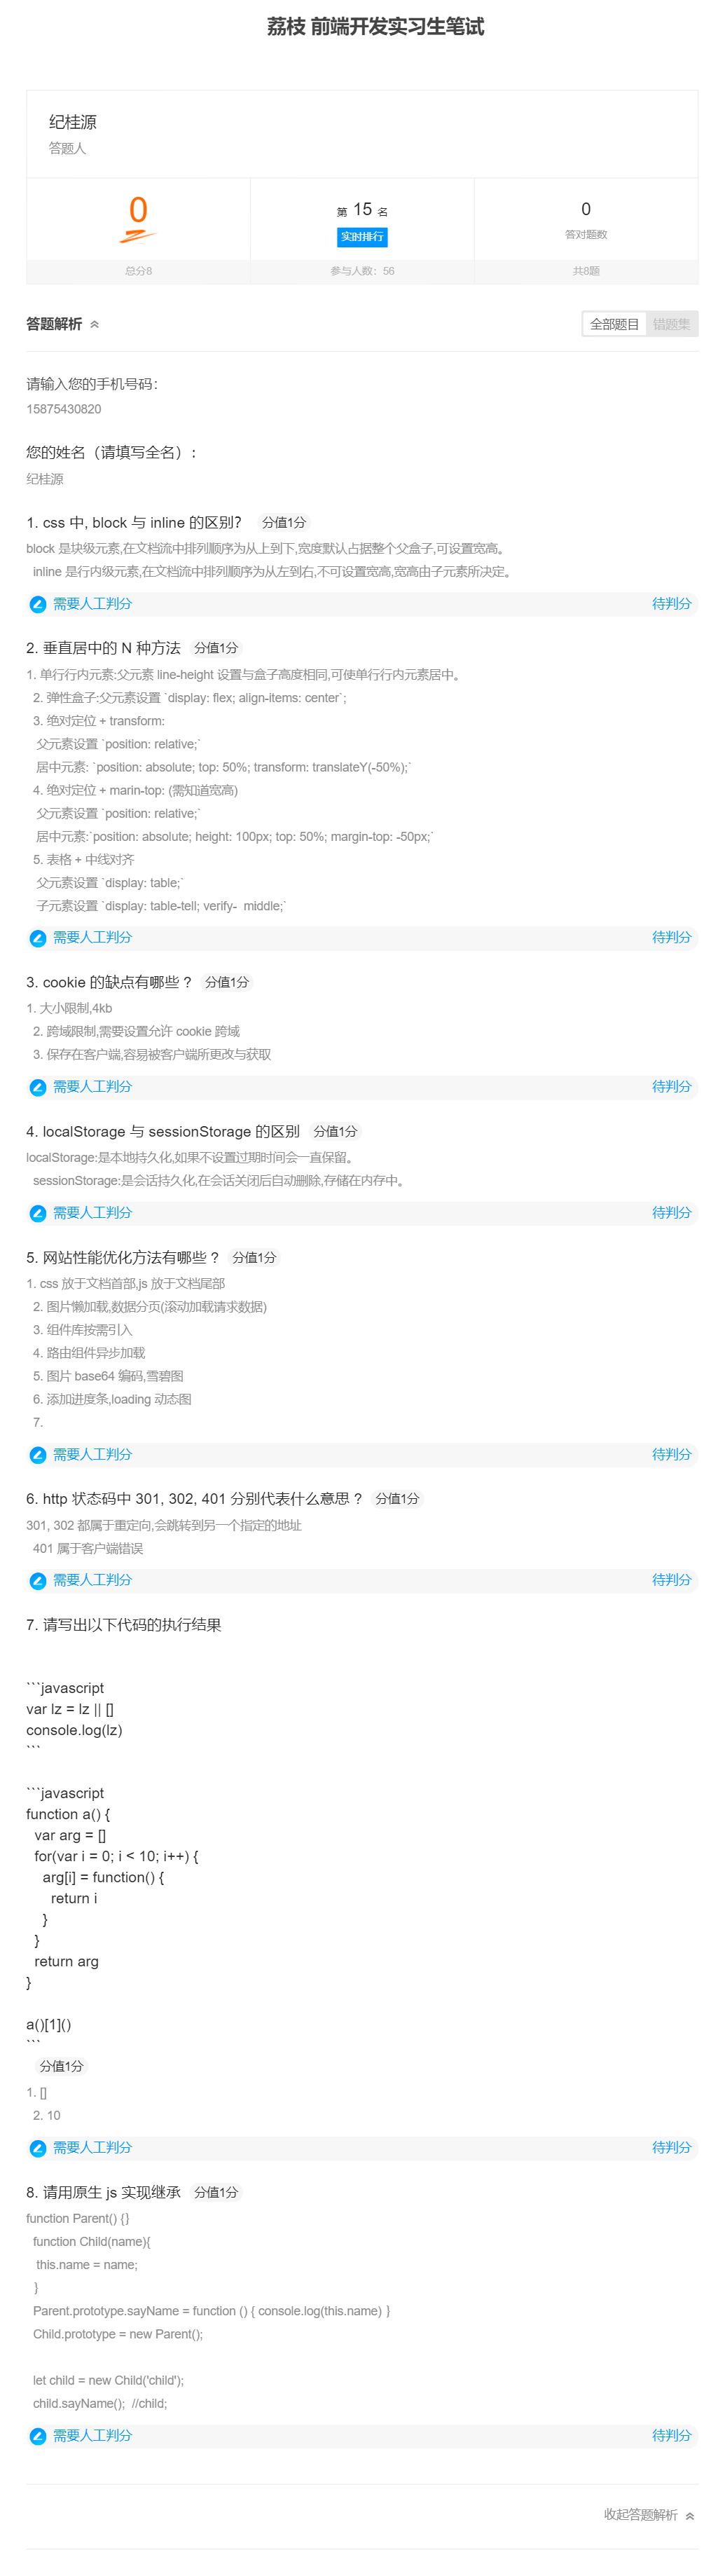 荔枝 前端开发实习生笔试
纪桂源
答题人
0
总分8
第 15 名
实时排行
参与人数：56
0
答对题数
共8题
答题解析
全部题目 错题集
请输入您的手机号码：
15875430820
您的姓名（请填写全名）:
纪桂源
1. css 中, block 与 inline 的区别？ 分值1分
block 是块级元素,在文档流中排列顺序为从上到下,宽度默认占据整个父盒子,可设置宽高。
inline 是行内级元素,在文档流中排列顺序为从左到右,不可设置宽高,宽高由子元素所决定。
需要人工判分 待判分
2. 垂直居中的 N 种方法 分值1分
1. 单行行内元素:父元素 line-height 设置与盒子高度相同,可使单行行内元素居中。
2. 弹性盒子:父元素设置 `display: flex; align-items: center`;
3. 绝对定位 + transform:
父元素设置 `position: relative;`
居中元素: `position: absolute; top: 50%; transform: translateY(-50%);`
4. 绝对定位 + marin-top: (需知道宽高)
父元素设置 `position: relative;`
居中元素:`position: absolute; height: 100px; top: 50%; margin-top: -50px;`
5. 表格 + 中线对齐
父元素设置 `display: table;`
子元素设置 `display: table-tell; verify-  middle;`
需要人工判分 待判分
3. cookie 的缺点有哪些？ 分值1分
1. 大小限制,4kb
2. 跨域限制,需要设置允许 cookie 跨域
3. 保存在客户端,容易被客户端所更改与获取
需要人工判分 待判分
4. localStorage 与 sessionStorage 的区别 分值1分
localStorage:是本地持久化,如果不设置过期时间会一直保留。
sessionStorage:是会话持久化,在会话关闭后自动删除,存储在内存中。
需要人工判分 待判分
5. 网站性能优化方法有哪些？ 分值1分
1. css 放于文档首部,js 放于文档尾部
2. 图片懒加载,数据分页(滚动加载请求数据)
3. 组件库按需引入
4. 路由组件异步加载
5. 图片 base64 编码,雪碧图
6. 添加进度条,loading 动态图
7.
需要人工判分 待判分
6. http 状态码中 301, 302, 401 分别代表什么意思？ 分值1分
301, 302 都属于重定向,会跳转到另一个指定的地址
401 属于客户端错误
需要人工判分 待判分
7. 请写出以下代码的执行结果
```javascript
var lz = lz || []
console.log(lz)
```
```javascript
function a() {
var arg = []
for(var i = 0; i < 10; i++) {
arg[i] = function() {
return i
}
}
return arg
}
a()[1]()
```
分值1分
1. []
2. 10
需要人工判分 待判分
8. 请用原生 js 实现继承 分值1分
function Parent() {}
function Child(name){
this.name = name;
}
Parent.prototype.sayName = function () { console.log(this.name) }
Child.prototype = new Parent();
let child = new Child('child');
child.sayName();  //child;
需要人工判分 待判分
收起答题解析